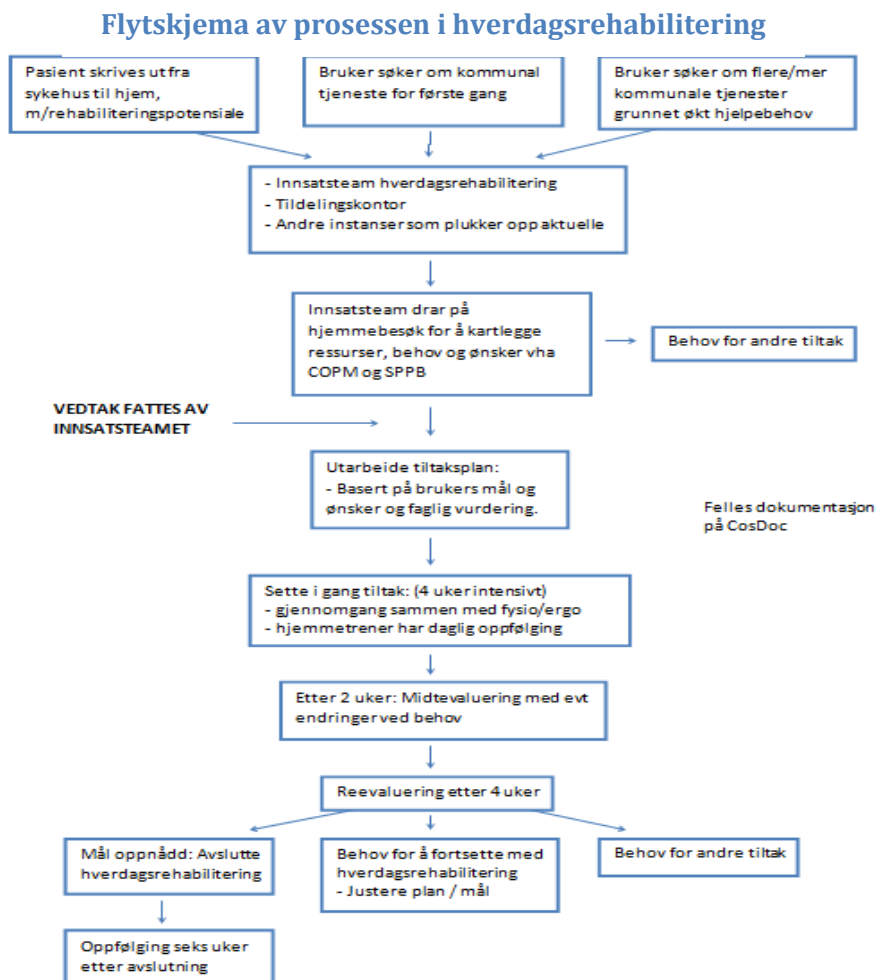 Flytskjema av prosessen i hverdagsrehabilitering
Pasient skrives ut fra
sykehus til hjem,
m/rehabiliteringspotensiale
Bruker søker om kommunal
tjeneste for første gang
Bruker søker om flere/mer
kommunale tjenester
grunnet økt hjelpebehov
- Innsatsteam hverdagsrehabilitering
- Tildelingskontor
- Andre instanser som plukker opp aktuelle
Innsatsteam drar på
hjemmebesøk for å kartlegge
ressurser, behov og ønsker vha
COPM og SPPB
Behov for andre tiltak
VEDTAK FATTES AV
INNSATSTEAMET
Utarbeide tiltaksplan:
- Basert på brukers mål og
ønsker og faglig vurdering.
Felles dokumentasjon
på CosDoc
Sette i gang tiltak: (4 uker intensivt)
- gjennomgang sammen med fysio/ergo
- hjemmetrener har daglig oppfølging
Etter 2 uker: Midtevaluering med evt
endringer ved behov
Reevaluering etter 4 uker
Mål oppnådd: Avslutte
hverdagsrehabilitering
Behov for å fortsette med
hverdagsrehabilitering
- Justere plan / mål
Behov for andre tiltak
Oppfølging seks uker
etter avslutning